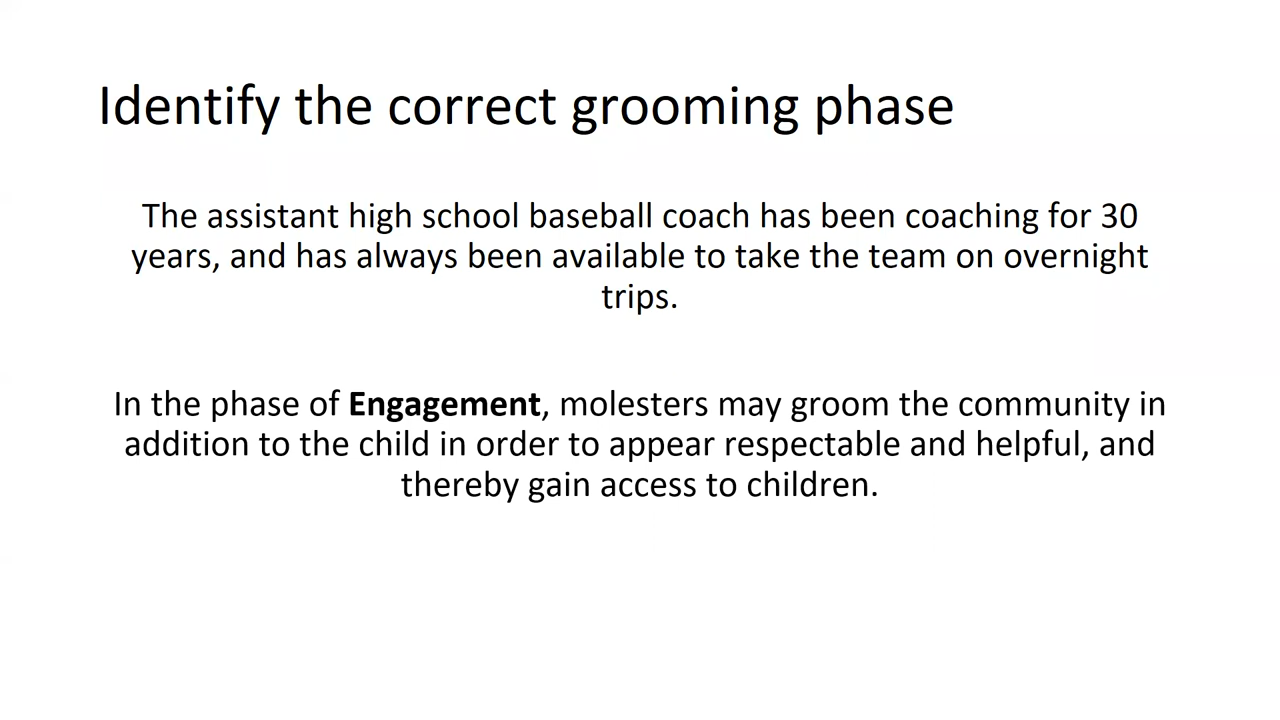 Identify the correct grooming phase
The assistant high school baseball coach has been coaching for 30
years, and has always been available to take the team on overnight
trips.
In the phase of Engagement, molesters may groom the community in
addition to the child in order to appear respectable and helpful, and
thereby gain access to children.